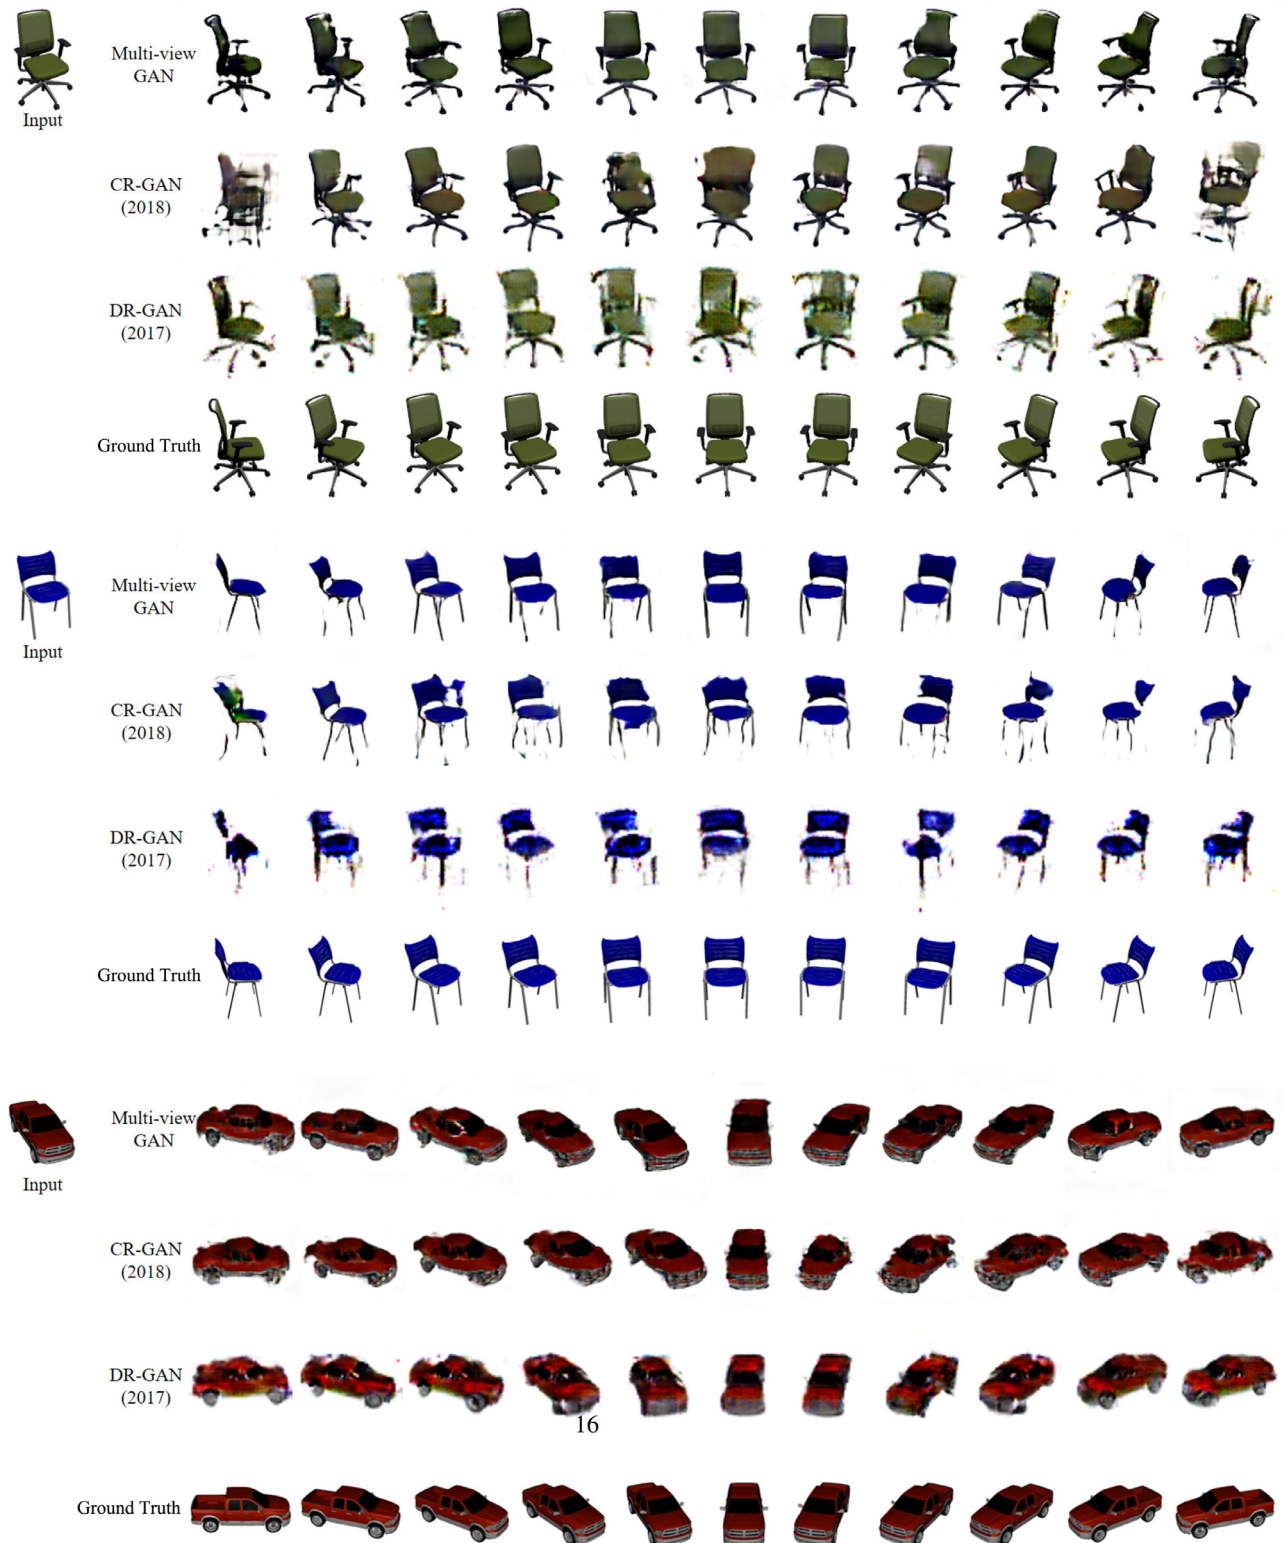 Multi-view
GAN
Input
CR-GAN
(2018)
DR-GAN
(2017)
Ground Truth
Multi-view
GAN
Input
CR-GAN
(2018)
DR-GAN
(2017)
Ground Truth
Multi-view
GAN
Input
CR-GAN
(2018)
DR-GAN
(2017)
16
Ground Truth